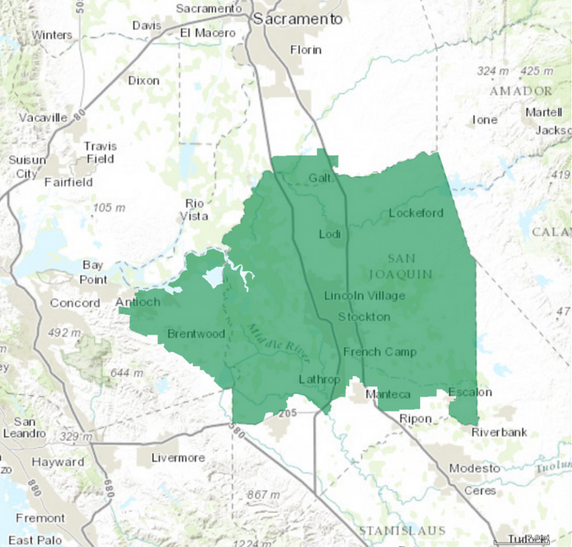 Sacramento
Winters
505
Davis
El Macero
Sacramento
Florin
Dixon
324 m
425 m
AMADOR
Vacaville
80
Ione
Martell
Jackso
Travis
Field
Suisun
City
Fairfield
Galt
419
105 m
Rio
Vista
Lockeford
Lodi
CALA
SAN
JOAQUIN
Bay
Point
Concord
Antioch
Lincoln Village
Stockton
47
492 m
Brentwood
Middle River
French Camp
644 m
Lathrop
Manteca
Escalon
205
San
Leandro
329 m
580
Ripon
Riverbank
Hayward
Livermore
Modesto
Ceres
Tuolum
880
680
867 m
Fremont
East Palo
1224 m
STANISLAUS